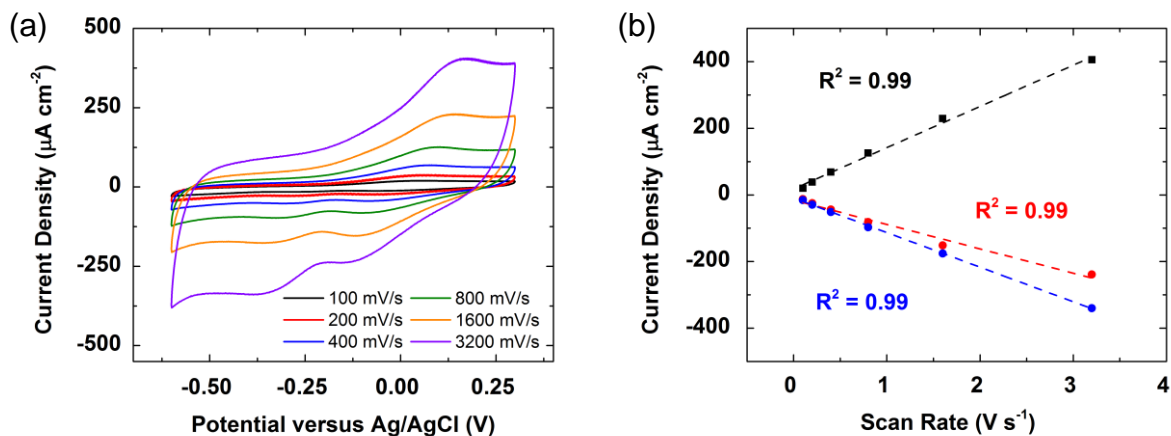 (a)
500
250
0
-250
-500
Current Density (μA cm⁻²)
100 mV/s
200 mV/s
400 mV/s
800 mV/s
1600 mV/s
3200 mV/s
-0.50
-0.25
0.00
0.25
Potential versus Ag/AgCl (V)
(b)
400
200
0
-200
-400
Current Density (μA cm⁻²)
R² = 0.99
R² = 0.99
R² = 0.99
0
1
2
3
4
Scan Rate (V s⁻¹)